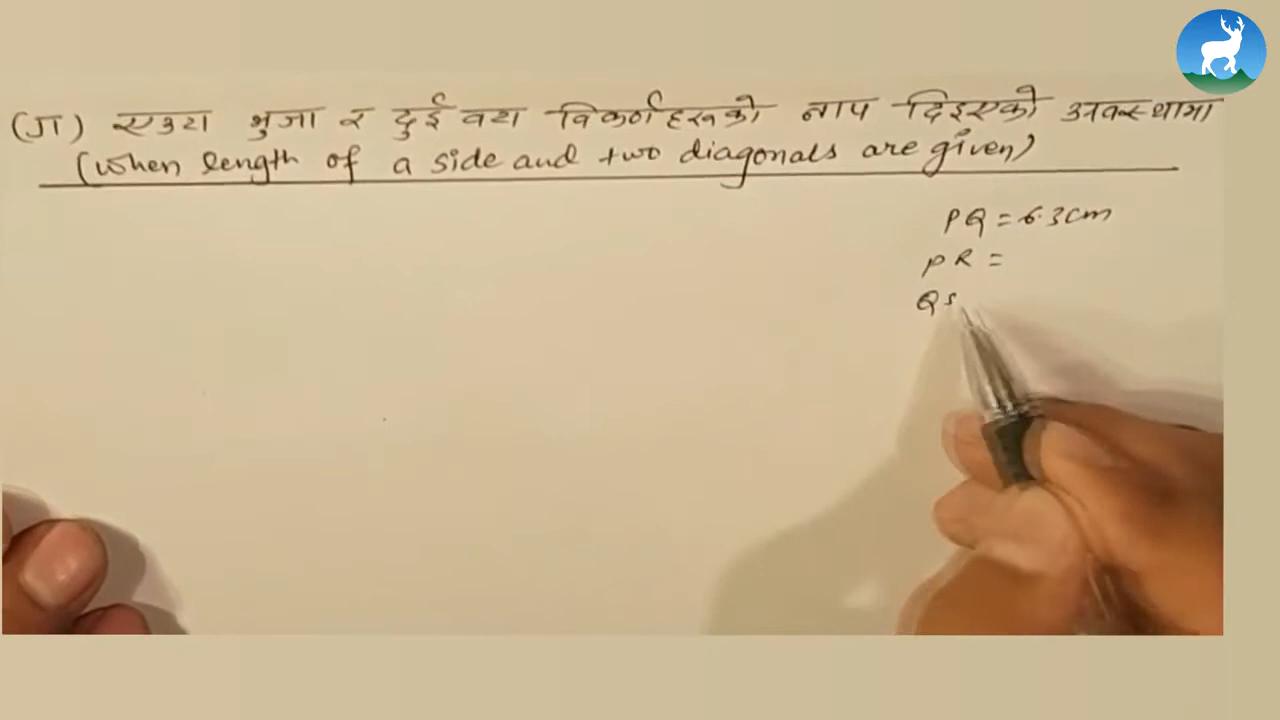 (ग) एउटा भुजा र दुईवटा विकर्णहरूको नाप दिइएको अवस्थामा
(when length of a side and two diagonals are given)
PQ = 6.3cm
PR =
QS